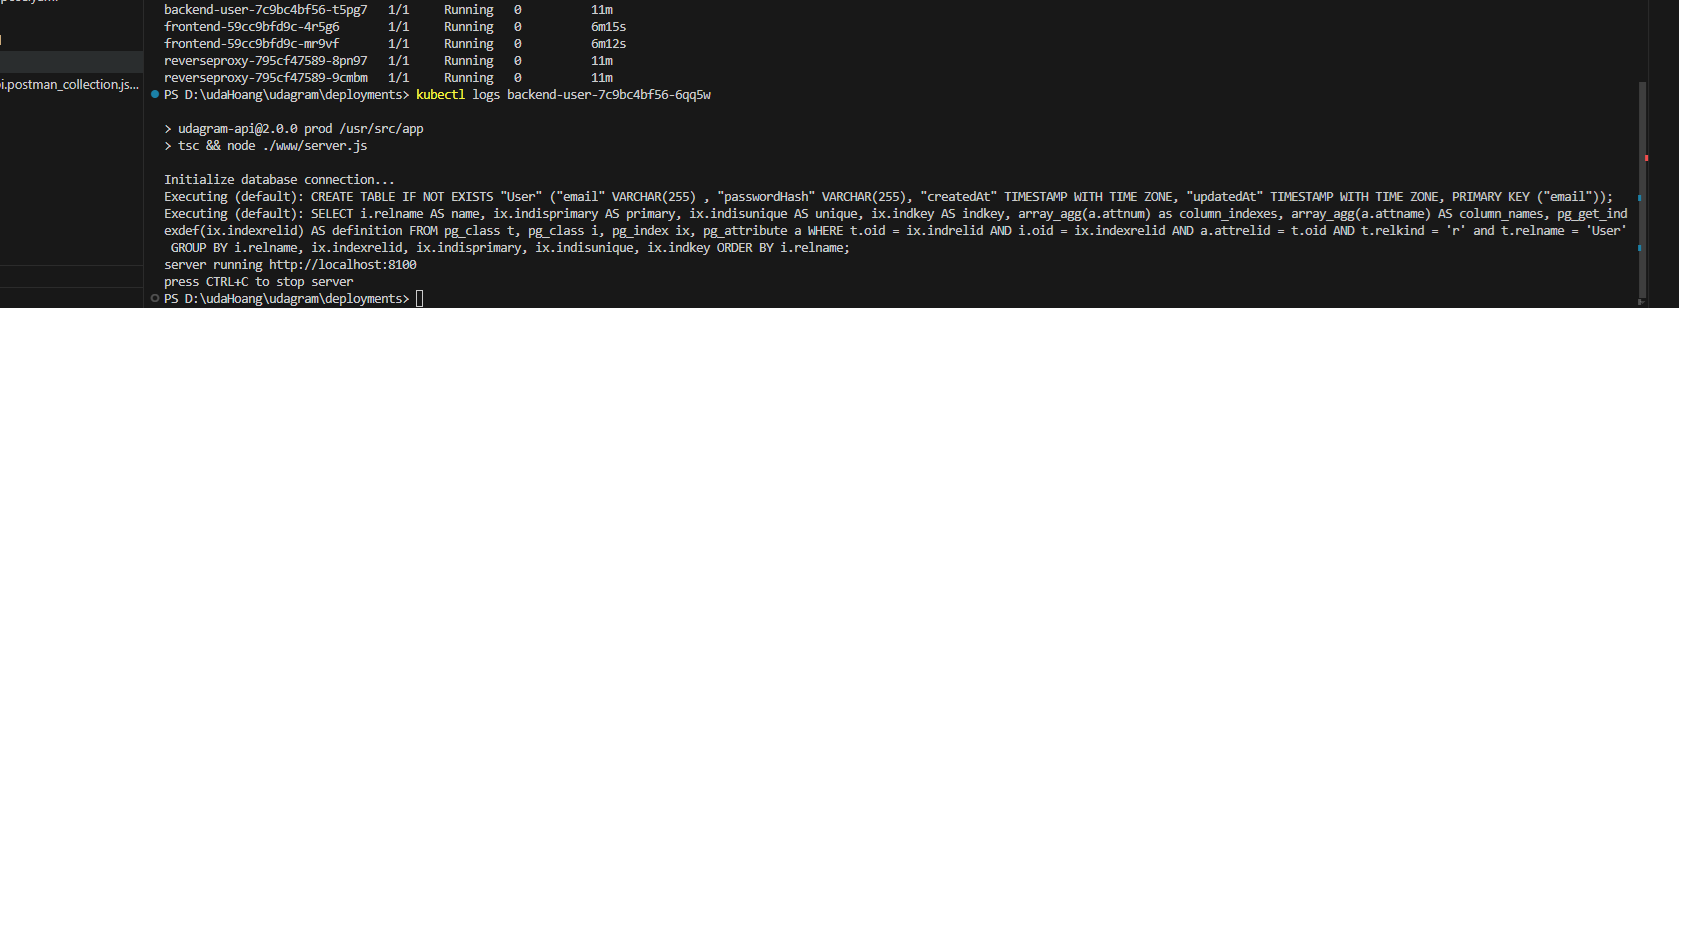 backend-user-7c9bc4bf56-t5pg7 1/1 Running 0 11m
frontend-59cc9bfd9c-4r5g6 1/1 Running 0 6m15s
frontend-59cc9bfd9c-mr9vf 1/1 Running 0 6m12s
reverseproxy-795cf47589-8pn97 1/1 Running 0 11m
reverseproxy-795cf47589-9cmbm 1/1 Running 0 11m
i.postman_collection.js...
PS D:\udaHoang\udagram\deployments> kubectl logs backend-user-7c9bc4bf56-6qq5w
> udagram-api@2.0.0 prod /usr/src/app
> tsc && node ./www/server.js
Initialize database connection...
Executing (default): CREATE TABLE IF NOT EXISTS "User" ("email" VARCHAR(255) , "passwordHash" VARCHAR(255), "createdAt" TIMESTAMP WITH TIME ZONE, "updatedAt" TIMESTAMP WITH TIME ZONE, PRIMARY KEY ("email"));
Executing (default): SELECT i.relname AS name, ix.indisprimary AS primary, ix.indisunique AS unique, ix.indkey AS indkey, array_agg(a.attnum) as column_indexes, array_agg(a.attname) AS column_names, pg_get_ind
exdef(ix.indexrelid) AS definition FROM pg_class t, pg_class i, pg_index ix, pg_attribute a WHERE t.oid = ix.indrelid AND i.oid = ix.indexrelid AND a.attrelid = t.oid AND t.relkind = 'r' and t.relname = 'User'
GROUP BY i.relname, ix.indexrelid, ix.indisprimary, ix.indisunique, ix.indkey ORDER BY i.relname;
server running http://localhost:8100
press CTRL+C to stop server
PS D:\udaHoang\udagram\deployments>